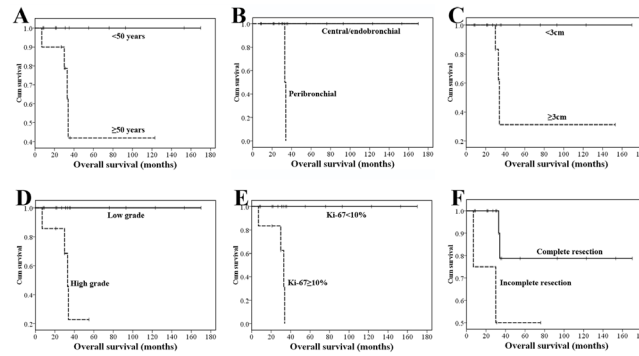 A
1.0
0.9
0.8
0.7
0.6
0.5
0.4
Cum survival
<50 years
≥50 years
0 20 40 60 80 100 120 140 160 180
Overall survival (months)
B
1.0
0.8
0.6
0.4
0.2
0.0
Cum survival
Central/endobronchial
Peribronchial
0 20 40 60 80 100 120 140 160 180
Overall survival (months)
C
1.0
0.8
0.6
0.4
0.2
Cum survival
<3cm
≥3cm
0 20 40 60 80 100 120 140 160 180
Overall survival (months)
D
1.0
0.8
0.6
0.4
0.2
Cum survival
Low grade
High grade
0 20 40 60 80 100 120 140 160 180
Overall survival (months)
E
1.0
0.8
0.6
0.4
0.2
0.0
Cum survival
Ki-67<10%
Ki-67≥10%
0 20 40 60 80 100 120 140 160 180
Overall survival (months)
F
1.0
0.9
0.8
0.7
0.6
0.5
Cum survival
Complete resection
Incomplete resection
0 20 40 60 80 100 120 140 160 180
Overall survival (months)